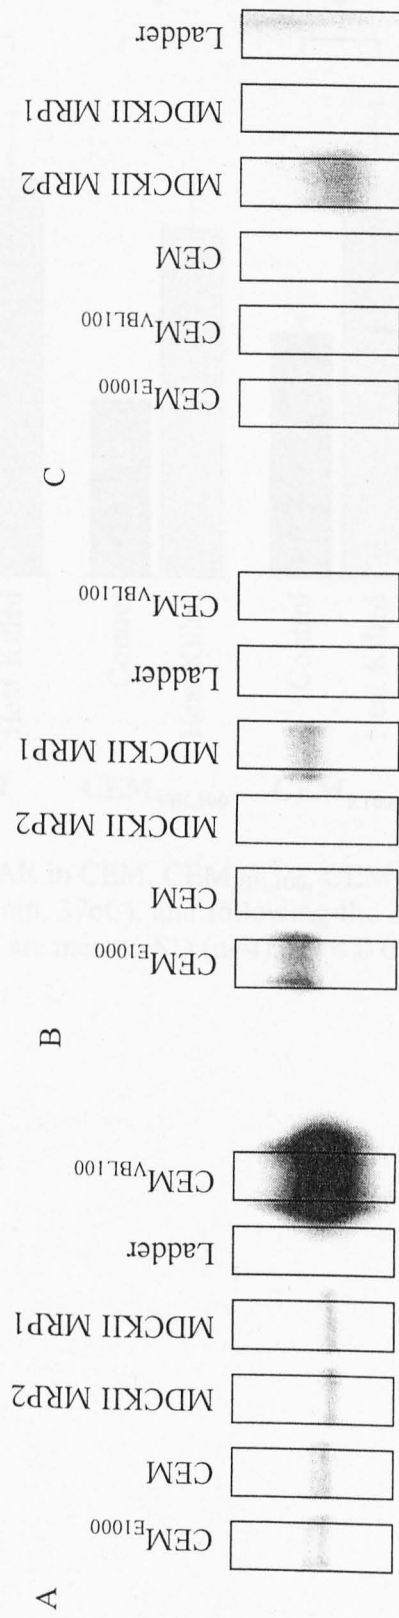 A
CEM E1000
CEM
MDCKII MRP2
MDCKII MRP1
Ladder
CEM VBL100
B
CEM E1000
CEM
MDCKII MRP2
MDCKII MRP1
Ladder
CEM VBL100
C
CEM E1000
CEM VBL100
CEM
MDCKII MRP2
MDCKII MRP1
Ladder